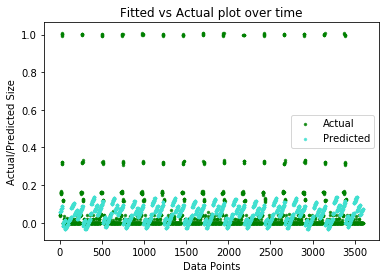 Fitted vs Actual plot over time
Actual/Predicted Size
1.0
0.8
0.6
0.4
0.2
0.0
Actual
Predicted
0
500
1000
1500
2000
2500
3000
3500
Data Points